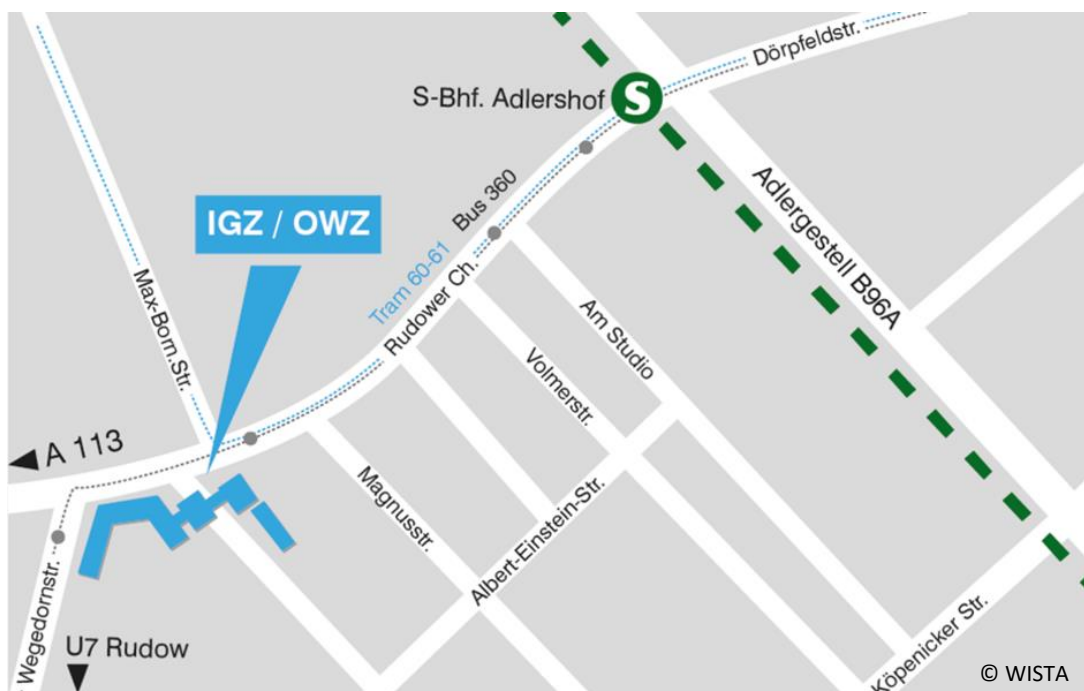 Dörpfeldstr.
S-Bhf. Adlershof
S
Adlergestell B96A
IGZ / OWZ
Bus 360
Tram 60-61
Rudower Ch.
Max-Born.Str.
Am Studio
Volmerstr.
A 113
Magnusstr.
Albert-Einstein-Str.
Wegedornstr.
Köpenicker Str.
U7 Rudow
© WISTA